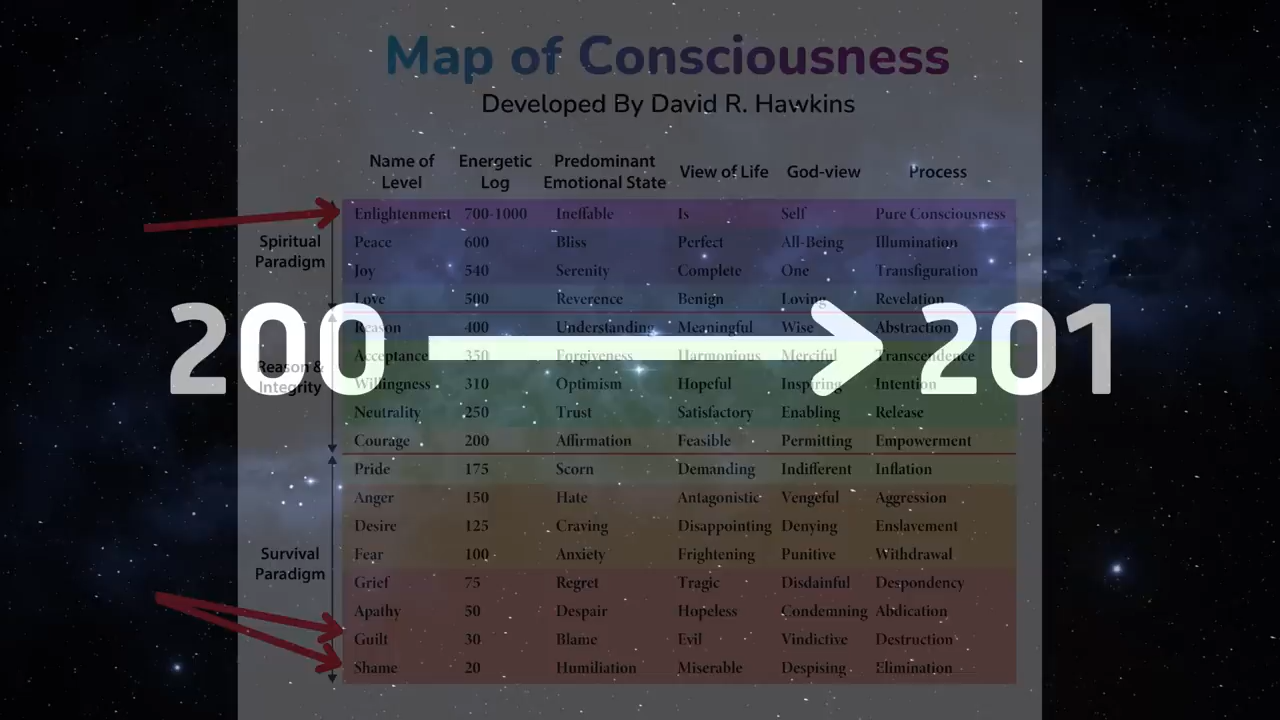 Map of Consciousness
Developed By David R. Hawkins
Name of Level Energetic Log Predominant Emotional State View of Life God-view Process
Enlightenment 700-1000 Ineffable Is Self Pure Consciousness
Spiritual Paradigm
Peace 600 Bliss Perfect All-Being Illumination
Joy 540 Serenity Complete One Transfiguration
Love 500 Reverence Benign Loving Revelation
200 201
Reason 400 Understanding Meaningful Wise Abstraction
Acceptance 350 Forgiveness Harmonious Merciful Transcendence
Reason & Integrity
Willingness 310 Optimism Hopeful Inspiring Intention
Neutrality 250 Trust Satisfactory Enabling Release
Courage 200 Affirmation Feasible Permitting Empowerment
Pride 175 Scorn Demanding Indifferent Inflation
Anger 150 Hate Antagonistic Vengeful Aggression
Desire 125 Craving Disappointing Denying Enslavement
Survival Paradigm
Fear 100 Anxiety Frightening Punitive Withdrawal
Grief 75 Regret Tragic Disdainful Despondency
Apathy 50 Despair Hopeless Condemning Abdication
Guilt 30 Blame Evil Vindictive Destruction
Shame 20 Humiliation Miserable Despising Elimination